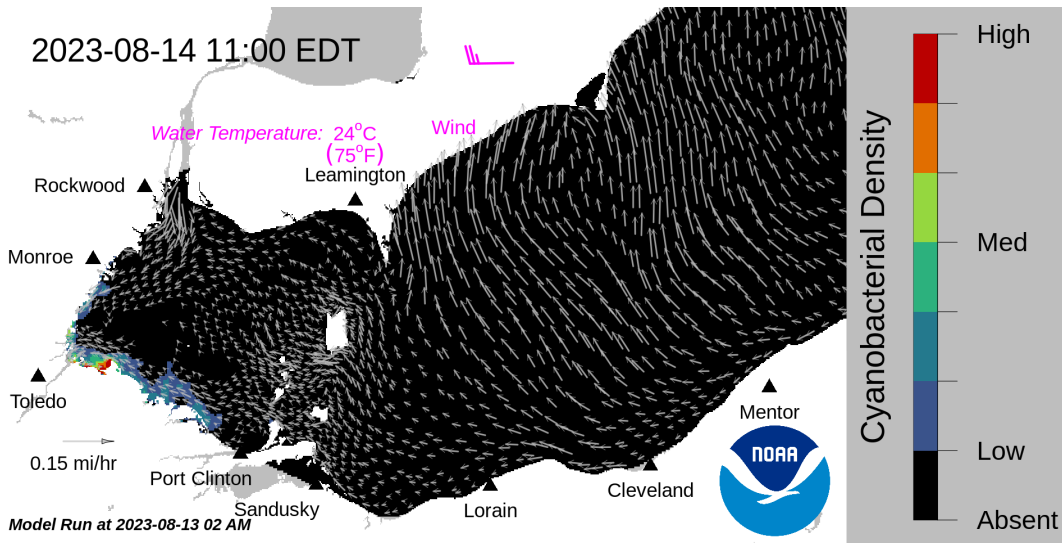 2023-08-14 11:00 EDT
Water Temperature: 24°C
(75°F)
Wind
Leamington
Rockwood
Monroe
Toledo
0.15 mi/hr
Port Clinton
Sandusky
Lorain
Cleveland
Mentor
NOAA
Model Run at 2023-08-13 02 AM
Cyanobacterial Density
High
Med
Low
Absent